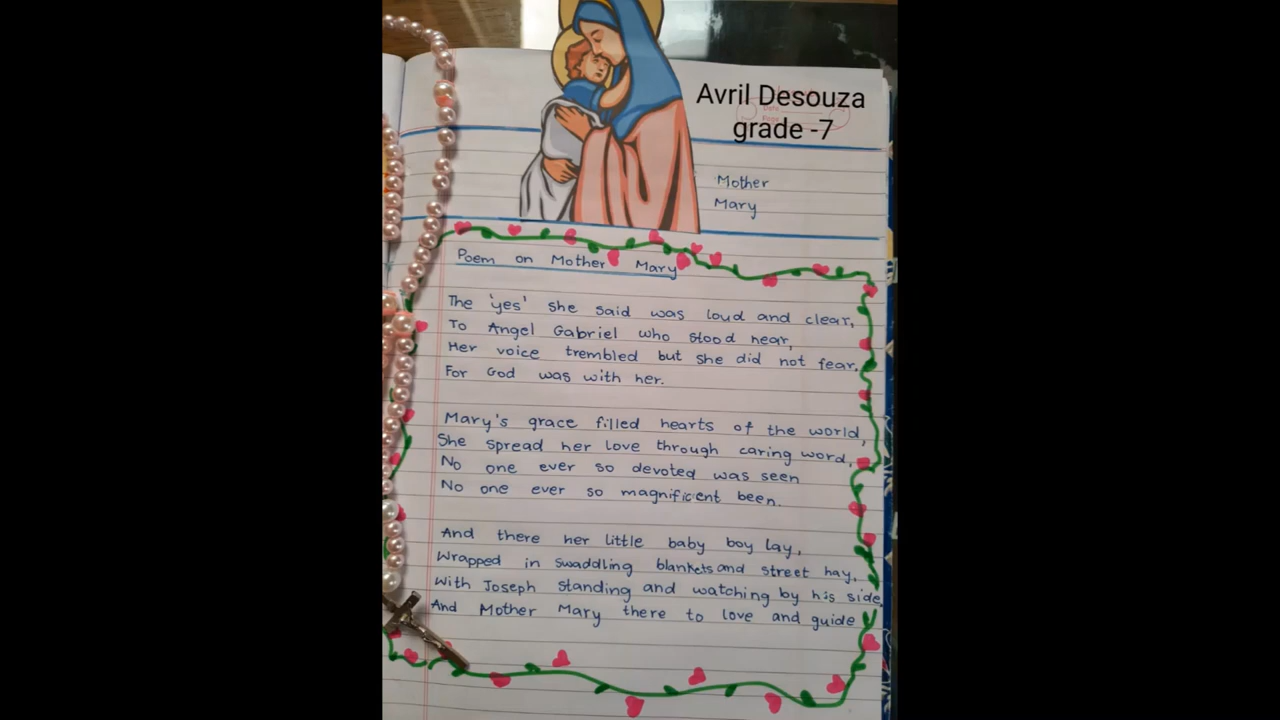 Avril Desouza
grade -7
Mother
Mary
Poem on Mother Mary
The 'yes' she said was loud and clear,
To Angel Gabriel who stood near,
Her voice trembled but she did not fear.
For God was with her.
Mary's grace filled hearts of the world,
She spread her love through caring word,
No one ever so devoted was seen
No one ever so magnificent been.
And there her little baby boy lay,
Wrapped in swaddling blankets and street hay,
With Joseph standing and watching by his side,
And Mother Mary there to love and guide